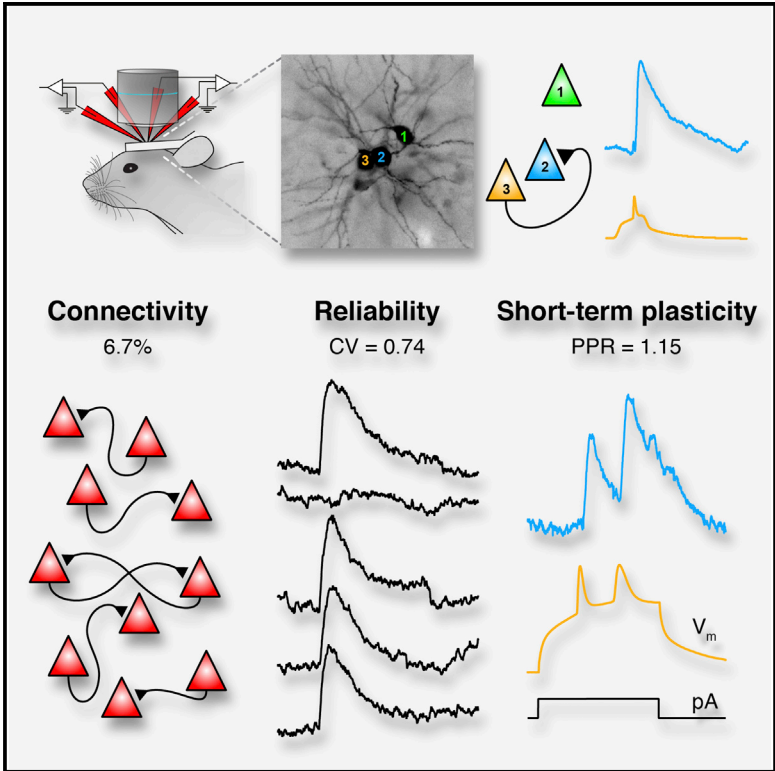 1
3 2
1
2
3
Connectivity
6.7%
Reliability
CV = 0.74
Short-term plasticity
PPR = 1.15
Vm
pA